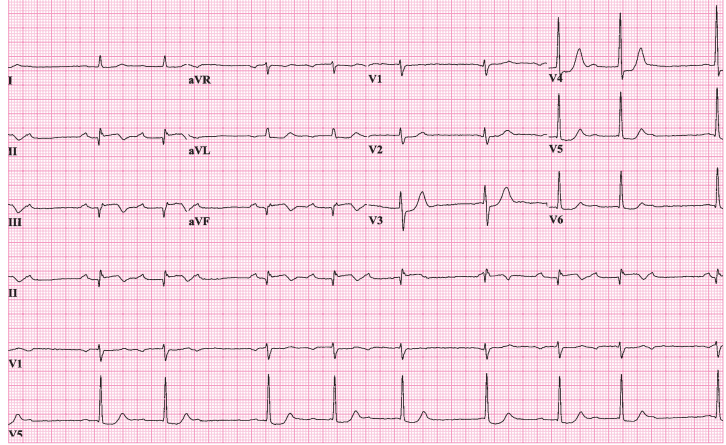 I aVR V1 V4
II aVL V2 V5
III aVF V3 V6
II
V1
V5